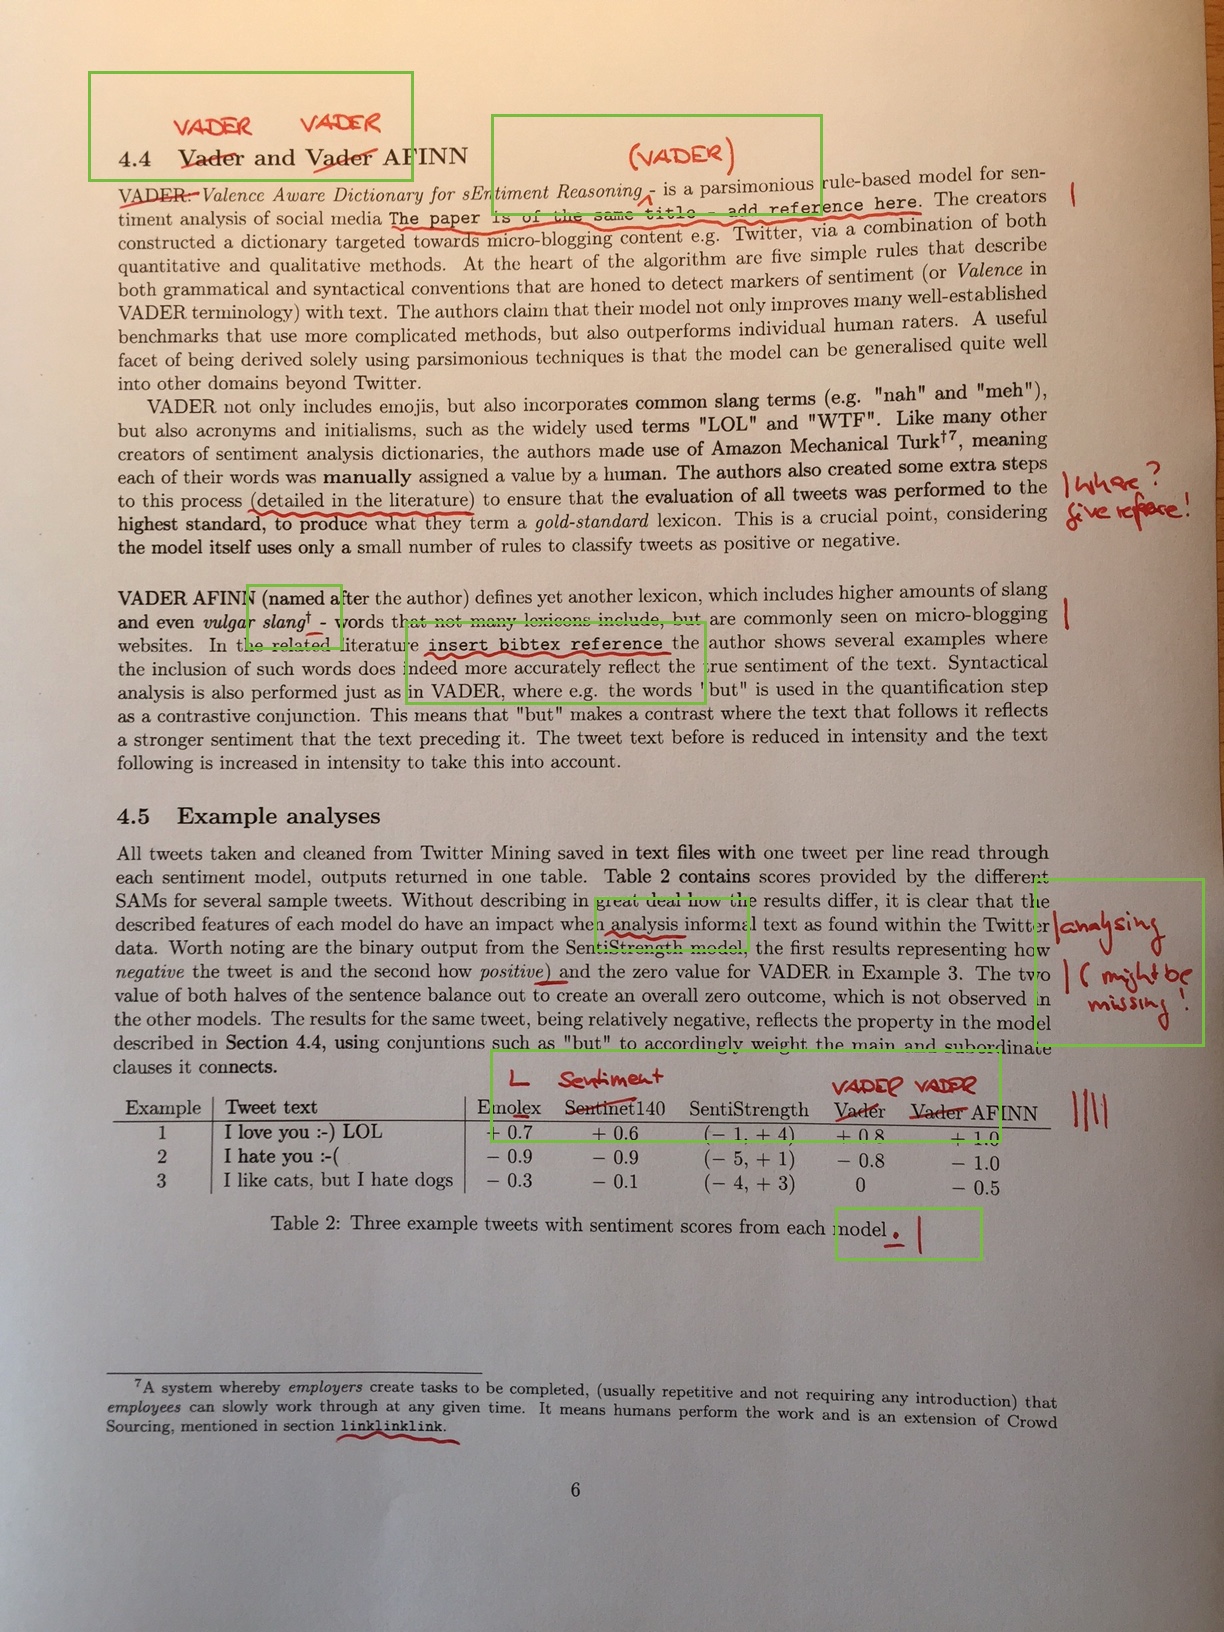 VADER VADER
4.4 Vader and Vader AFINN
(VADER)
VADER: Valence Aware Dictionary for sEntiment Reasoning - is a parsimonious rule-based model for sen-
timent analysis of social media The paper is of the same title - add reference here. The creators
constructed a dictionary targeted towards micro-blogging content e.g. Twitter, via a combination of both
quantitative and qualitative methods. At the heart of the algorithm are five simple rules that describe
both grammatical and syntactical conventions that are honed to detect markers of sentiment (or Valence in
VADER terminology) with text. The authors claim that their model not only improves many well-established
benchmarks that use more complicated methods, but also outperforms individual human raters. A useful
facet of being derived solely using parsimonious techniques is that the model can be generalised quite well
into other domains beyond Twitter.
VADER not only includes emojis, but also incorporates common slang terms (e.g. "nah" and "meh"),
but also acronyms and initialisms, such as the widely used terms "LOL" and "WTF". Like many other
creators of sentiment analysis dictionaries, the authors made use of Amazon Mechanical Turk†7, meaning
each of their words was manually assigned a value by a human. The authors also created some extra steps
to this process (detailed in the literature) to ensure that the evaluation of all tweets was performed to the
highest standard, to produce what they term a gold-standard lexicon. This is a crucial point, considering
the model itself uses only a small number of rules to classify tweets as positive or negative.
where?
give !
VADER AFINN (named after the author) defines yet another lexicon, which includes higher amounts of slang
and even vulgar slang† - words that not many lexicons include, but are commonly seen on micro-blogging
websites. In the related literature insert bibtex reference the author shows several examples where
the inclusion of such words does indeed more accurately reflect the true sentiment of the text. Syntactical
analysis is also performed just as in VADER, where e.g. the words "but" is used in the quantification step
as a contrastive conjunction. This means that "but" makes a contrast where the text that follows it reflects
a stronger sentiment that the text preceding it. The tweet text before is reduced in intensity and the text
following is increased in intensity to take this into account.
4.5 Example analyses
All tweets taken and cleaned from Twitter Mining saved in text files with one tweet per line read through
each sentiment model, outputs returned in one table. Table 2 contains scores provided by the different
SAMs for several sample tweets. Without describing in great deal how the results differ, it is clear that the
described features of each model do have an impact when analysis informal text as found within the Twitter
data. Worth noting are the binary output from the SentiStrength model, the first results representing how
negative the tweet is and the second how positive) and the zero value for VADER in Example 3. The two
value of both halves of the sentence balance out to create an overall zero outcome, which is not observed in
the other models. The results for the same tweet, being relatively negative, reflects the property in the model
described in Section 4.4, using conjuntions such as "but" to accordingly weight the main and subordinate
clauses it connects.
analysing
( might be
missing!
L Sentiment VADER VADER
Example Tweet text Emolex Sentinet140 SentiStrength Vader Vader AFINN
1 I love you :-) LOL + 0.7 + 0.6 (− 1, + 4) + 0.8 + 1.0
2 I hate you :-( − 0.9 − 0.9 (− 5, + 1) − 0.8 − 1.0
3 I like cats, but I hate dogs − 0.3 − 0.1 (− 4, + 3) 0 − 0.5
Table 2: Three example tweets with sentiment scores from each model.
7A system whereby employers create tasks to be completed, (usually repetitive and not requiring any introduction) that
employees can slowly work through at any given time. It means humans perform the work and is an extension of Crowd
Sourcing, mentioned in section linklinklink.
6